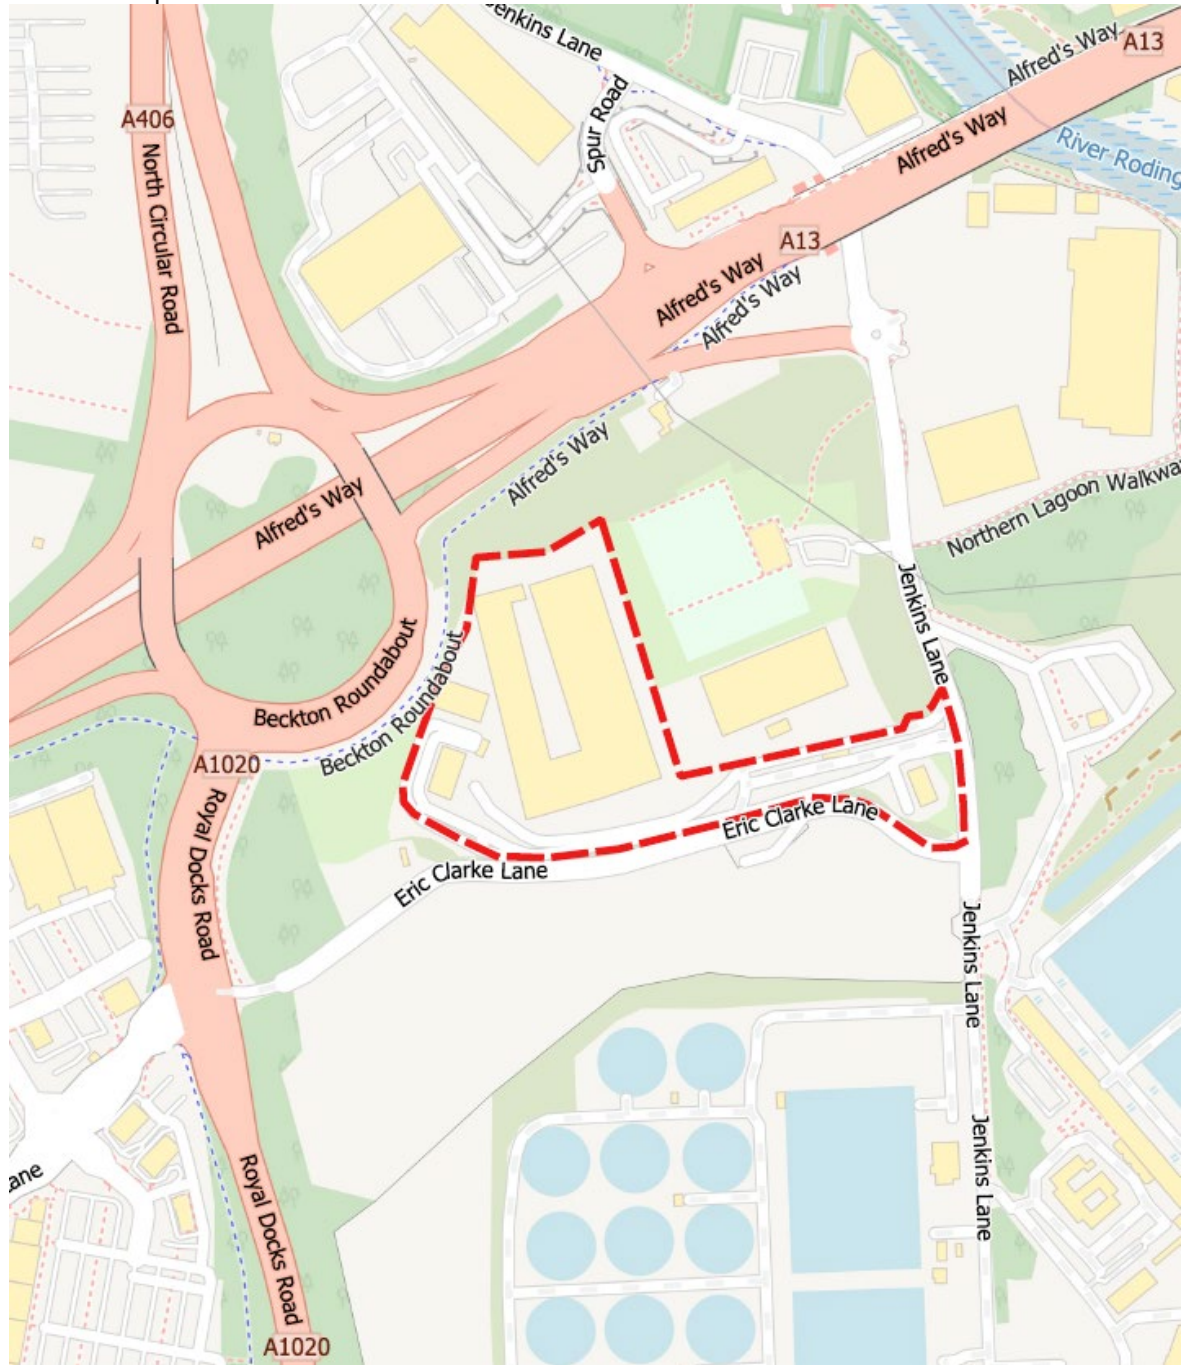 Jenkins Lane
Alfred's Way
A13
A406
Spur Road
Alfred's Way
River Roding
North Circular Road
A13
Alfred's Way
Alfred's Way
Alfred's Way
Alfred's Way
Northern Lagoon Walkwa
Jenkins Lane
Beckton Roundabout
Beckton Roundabout
A1020
Royal Docks Road
Eric Clarke Lane
Eric Clarke Lane
Jenkins Lane
Jenkins Lane
ane
Royal Docks Road
A1020